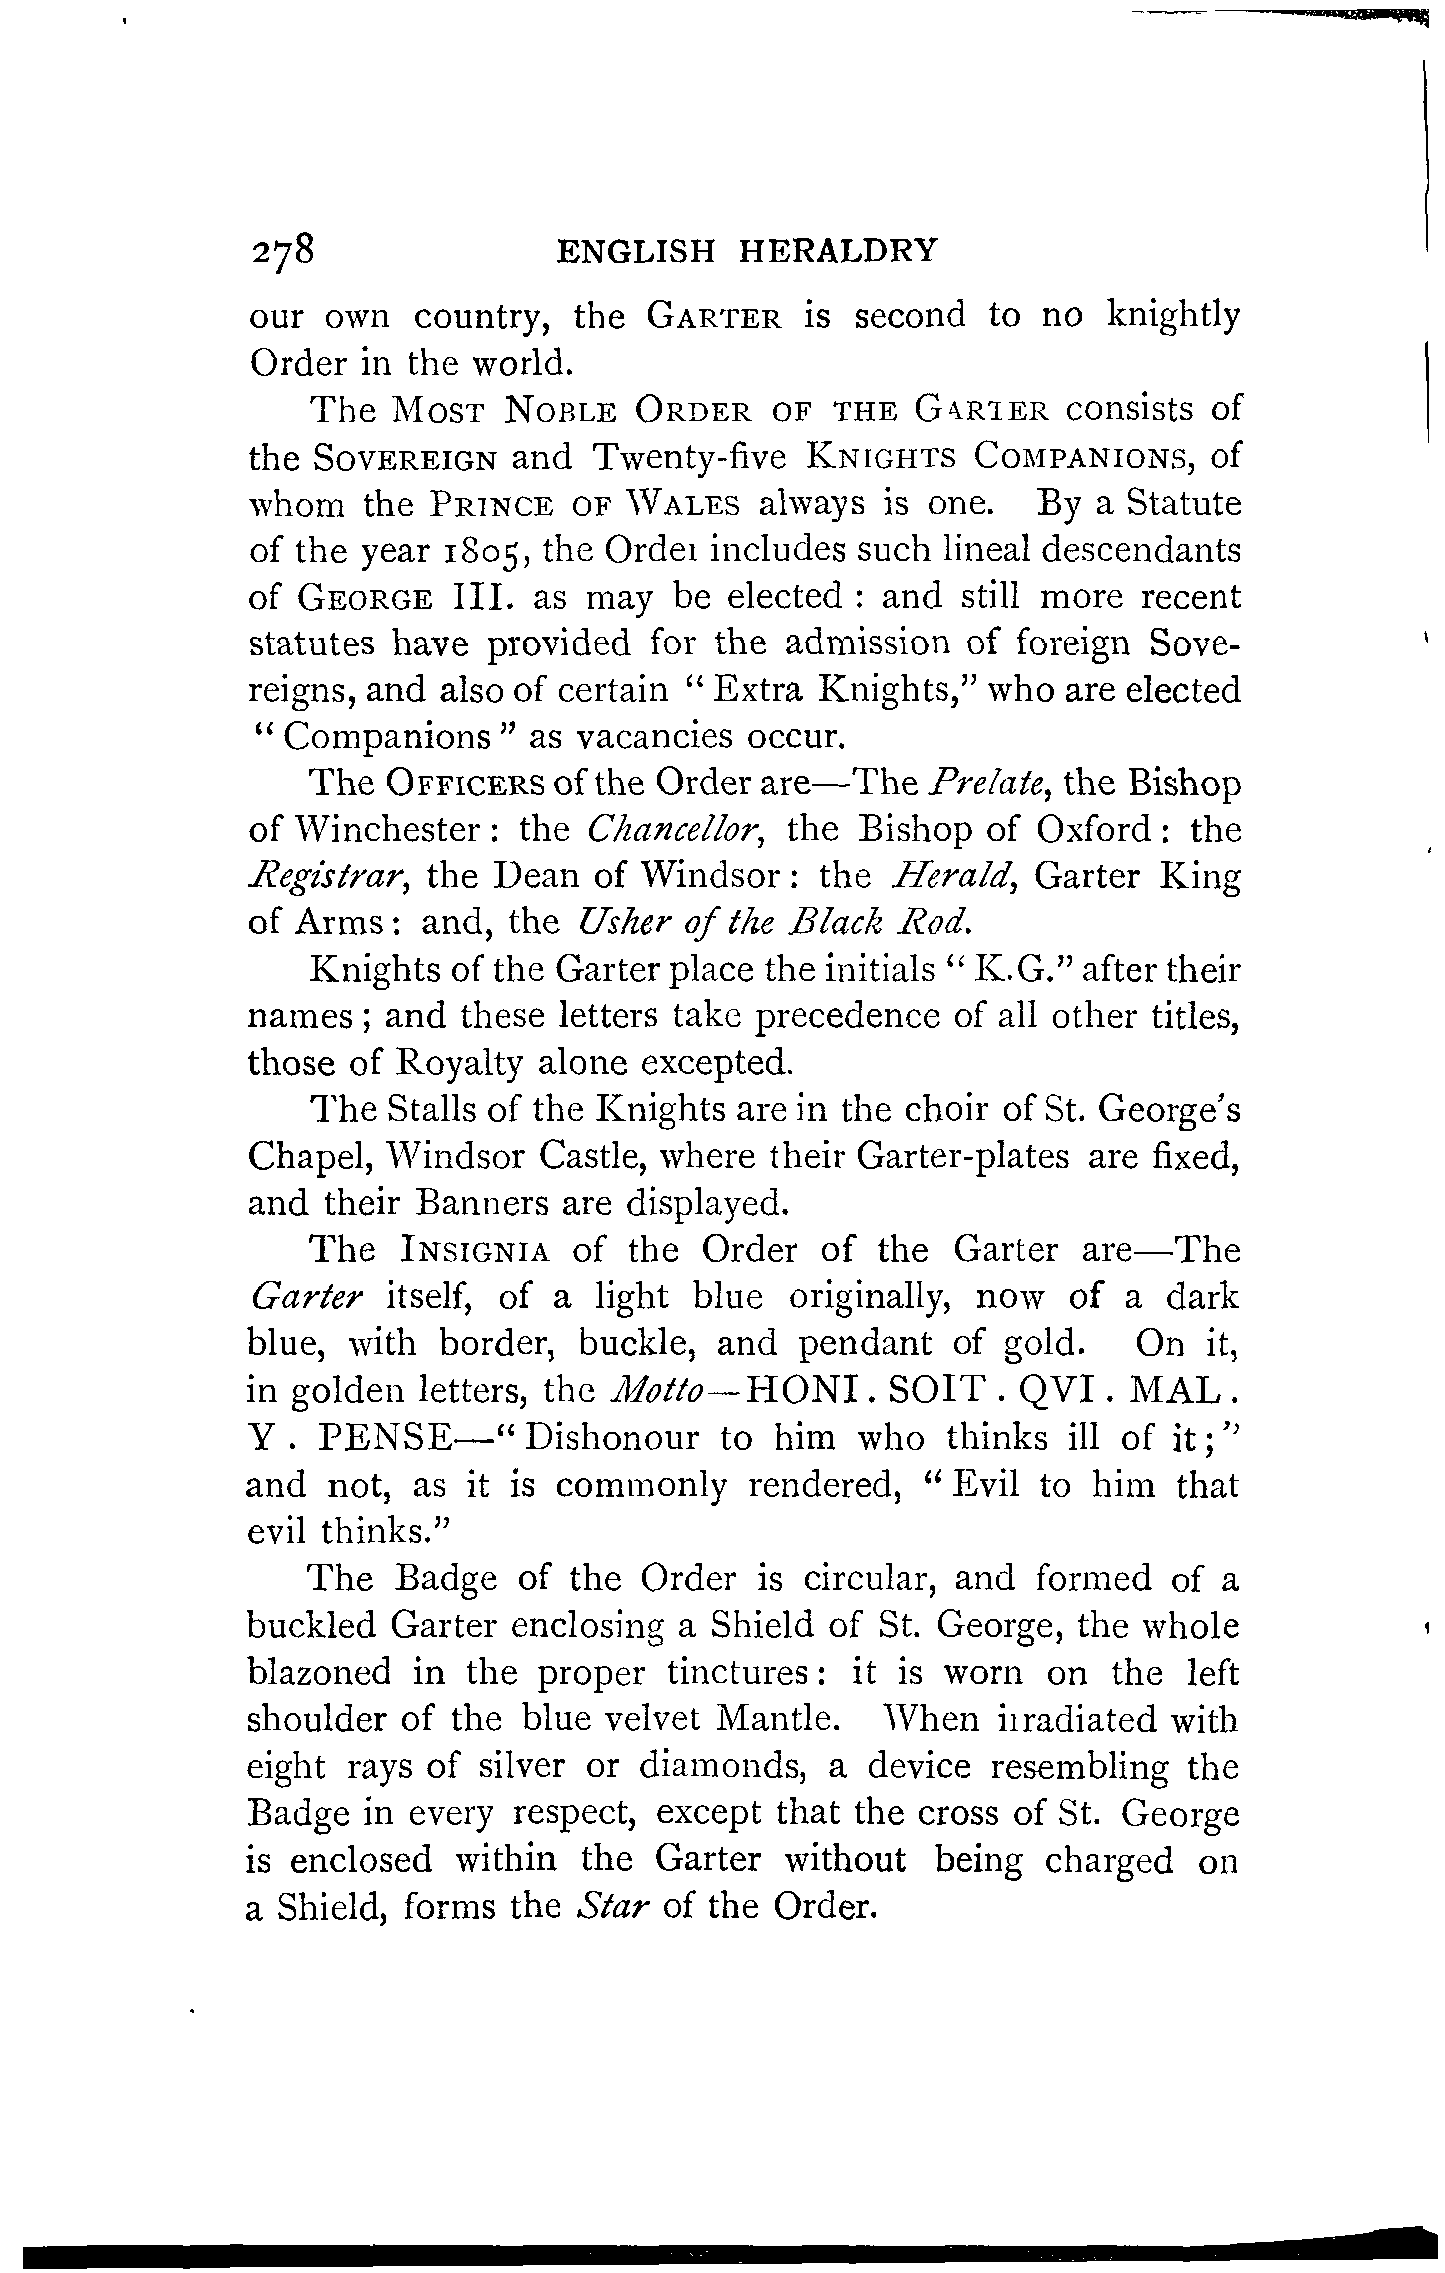 278 ENGLISH HERALDRY
our own country, the GARTER is second to no knightly
Order in the world.
The MOST NOBLE ORDER OF THE GARTER consists of
the SOVEREIGN and Twenty-five KNIGHTS COMPANIONS, of
whom the PRINCE OF WALES always is one. By a Statute
of the year 1805, the Order includes such lineal descendants
of GEORGE III. as may be elected : and still more recent
statutes have provided for the admission of foreign Sove-
reigns, and also of certain “ Extra Knights,” who are elected
“ Companions ” as vacancies occur.
The OFFICERS of the Order are—The Prelate, the Bishop
of Winchester : the Chancellor, the Bishop of Oxford : the
Registrar, the Dean of Windsor : the Herald, Garter King
of Arms : and, the Usher of the Black Rod.
Knights of the Garter place the initials “ K.G.” after their
names ; and these letters take precedence of all other titles,
those of Royalty alone excepted.
The Stalls of the Knights are in the choir of St. George's
Chapel, Windsor Castle, where their Garter-plates are fixed,
and their Banners are displayed.
The INSIGNIA of the Order of the Garter are—The
Garter itself, of a light blue originally, now of a dark
blue, with border, buckle, and pendant of gold. On it,
in golden letters, the Motto—HONI . SOIT . QVI . MAL .
Y . PENSE—“ Dishonour to him who thinks ill of it ;”
and not, as it is commonly rendered, “ Evil to him that
evil thinks.”
The Badge of the Order is circular, and formed of a
buckled Garter enclosing a Shield of St. George, the whole
blazoned in the proper tinctures : it is worn on the left
shoulder of the blue velvet Mantle. When irradiated with
eight rays of silver or diamonds, a device resembling the
Badge in every respect, except that the cross of St. George
is enclosed within the Garter without being charged on
a Shield, forms the Star of the Order.